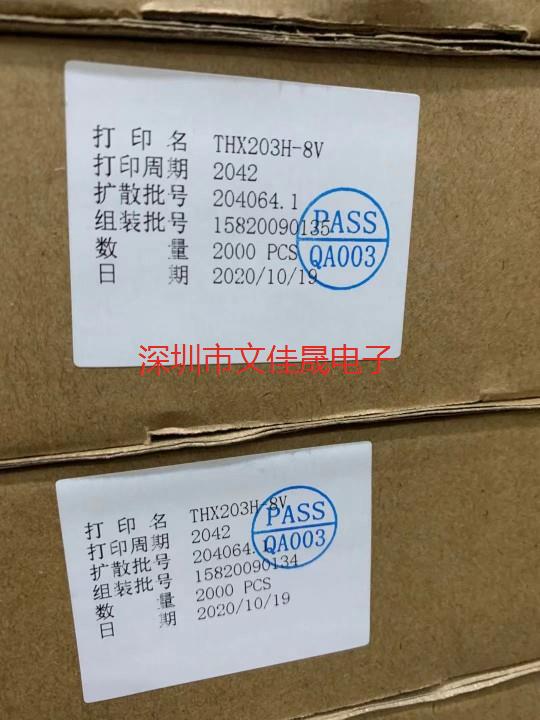 打印名 THX203H-8V
打印周期 2042
扩散批号 204064.1
组装批号 15820090135
数量 2000 PCS
日期 2020/10/19
PASS
QA003
深圳市文佳晟电子
打印名 THX203H-8V
打印周期 2042
扩散批号 204064.1
组装批号 15820090134
数量 2000 PCS
日期 2020/10/19
PASS
QA003